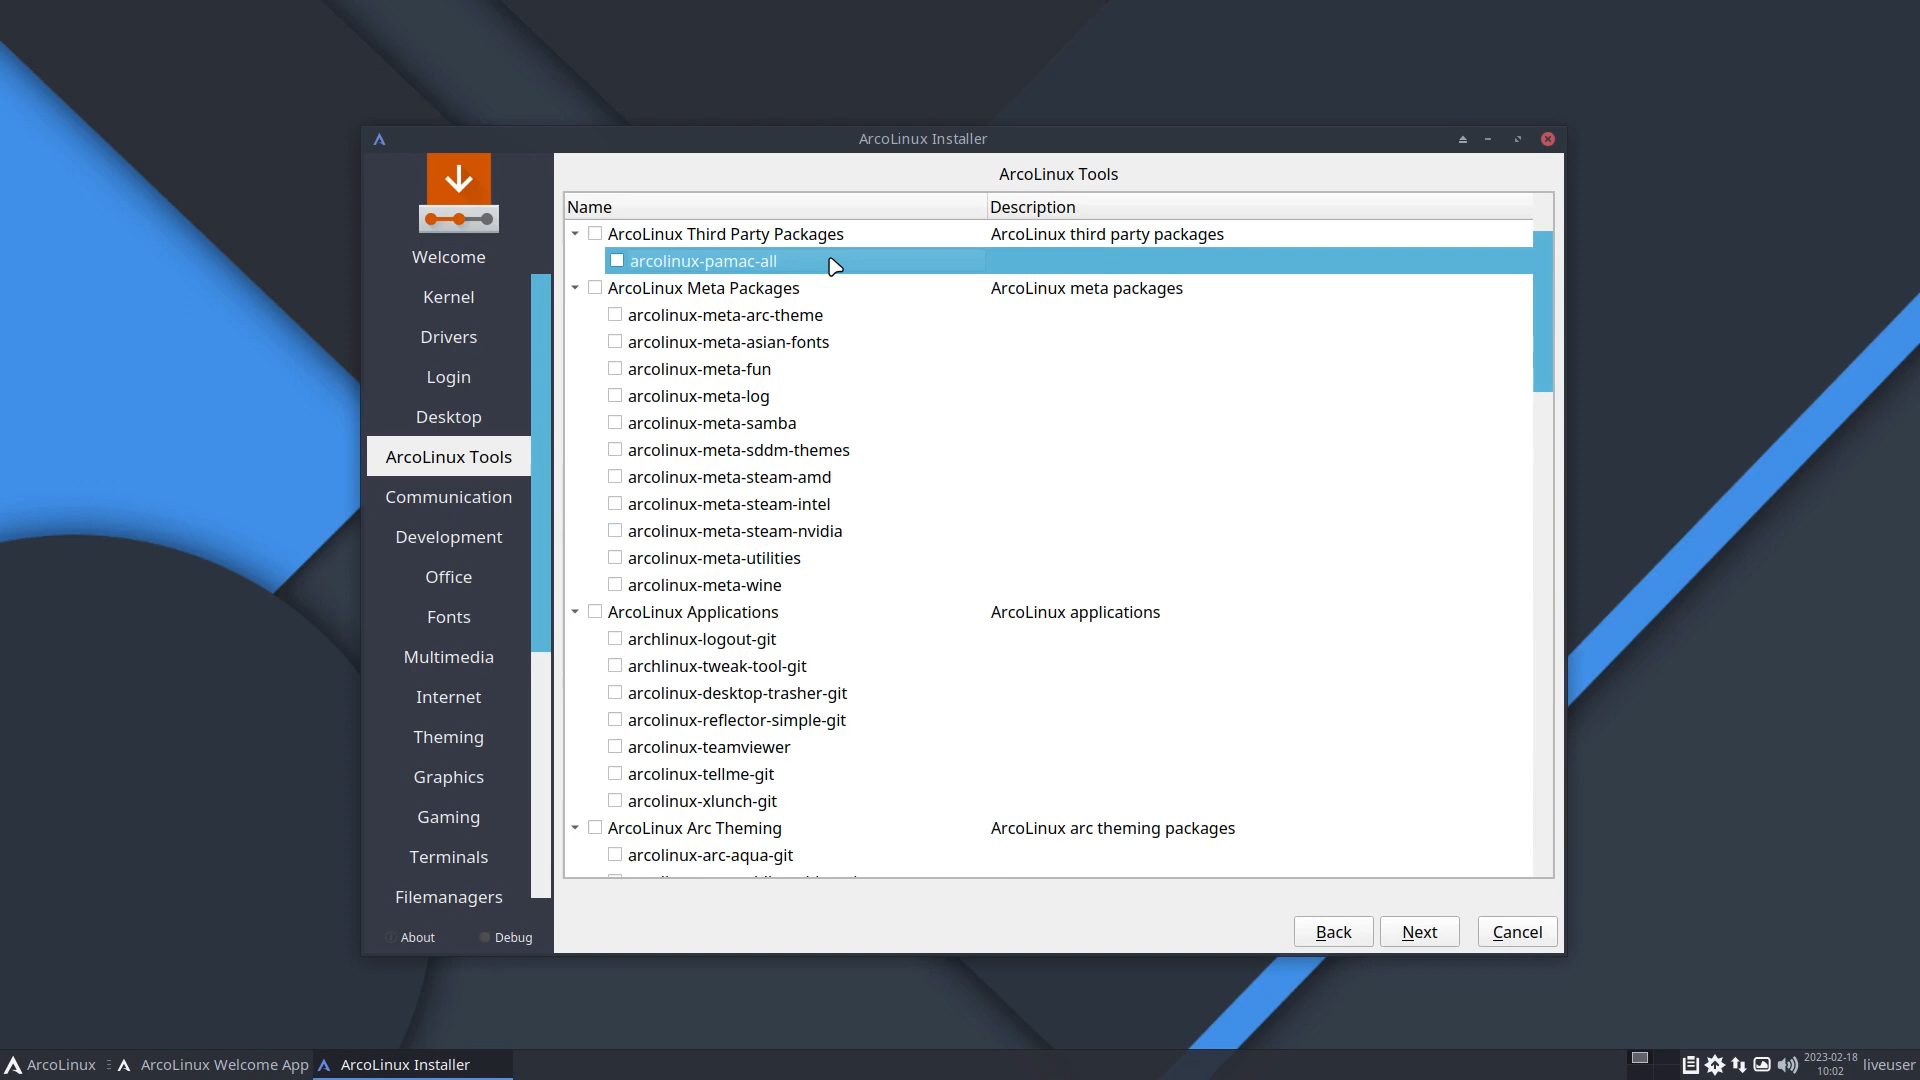 ArcoLinux Installer
ArcoLinux Tools
Name Description
ArcoLinux Third Party Packages ArcoLinux third party packages
arcolinux-pamac-all
ArcoLinux Meta Packages ArcoLinux meta packages
arcolinux-meta-arc-theme
arcolinux-meta-asian-fonts
arcolinux-meta-fun
arcolinux-meta-log
arcolinux-meta-samba
arcolinux-meta-sddm-themes
arcolinux-meta-steam-amd
arcolinux-meta-steam-intel
arcolinux-meta-steam-nvidia
arcolinux-meta-utilities
arcolinux-meta-wine
ArcoLinux Applications ArcoLinux applications
archlinux-logout-git
archlinux-tweak-tool-git
arcolinux-desktop-trasher-git
arcolinux-reflector-simple-git
arcolinux-teamviewer
arcolinux-tellme-git
arcolinux-xlunch-git
ArcoLinux Arc Theming ArcoLinux arc theming packages
arcolinux-arc-aqua-git
Welcome
Kernel
Drivers
Login
Desktop
ArcoLinux Tools
Communication
Development
Office
Fonts
Multimedia
Internet
Theming
Graphics
Gaming
Terminals
Filemanagers
About Debug
Back Next Cancel
ArcoLinux ArcoLinux Welcome App ArcoLinux Installer
2023-02-18
10:02
liveuser